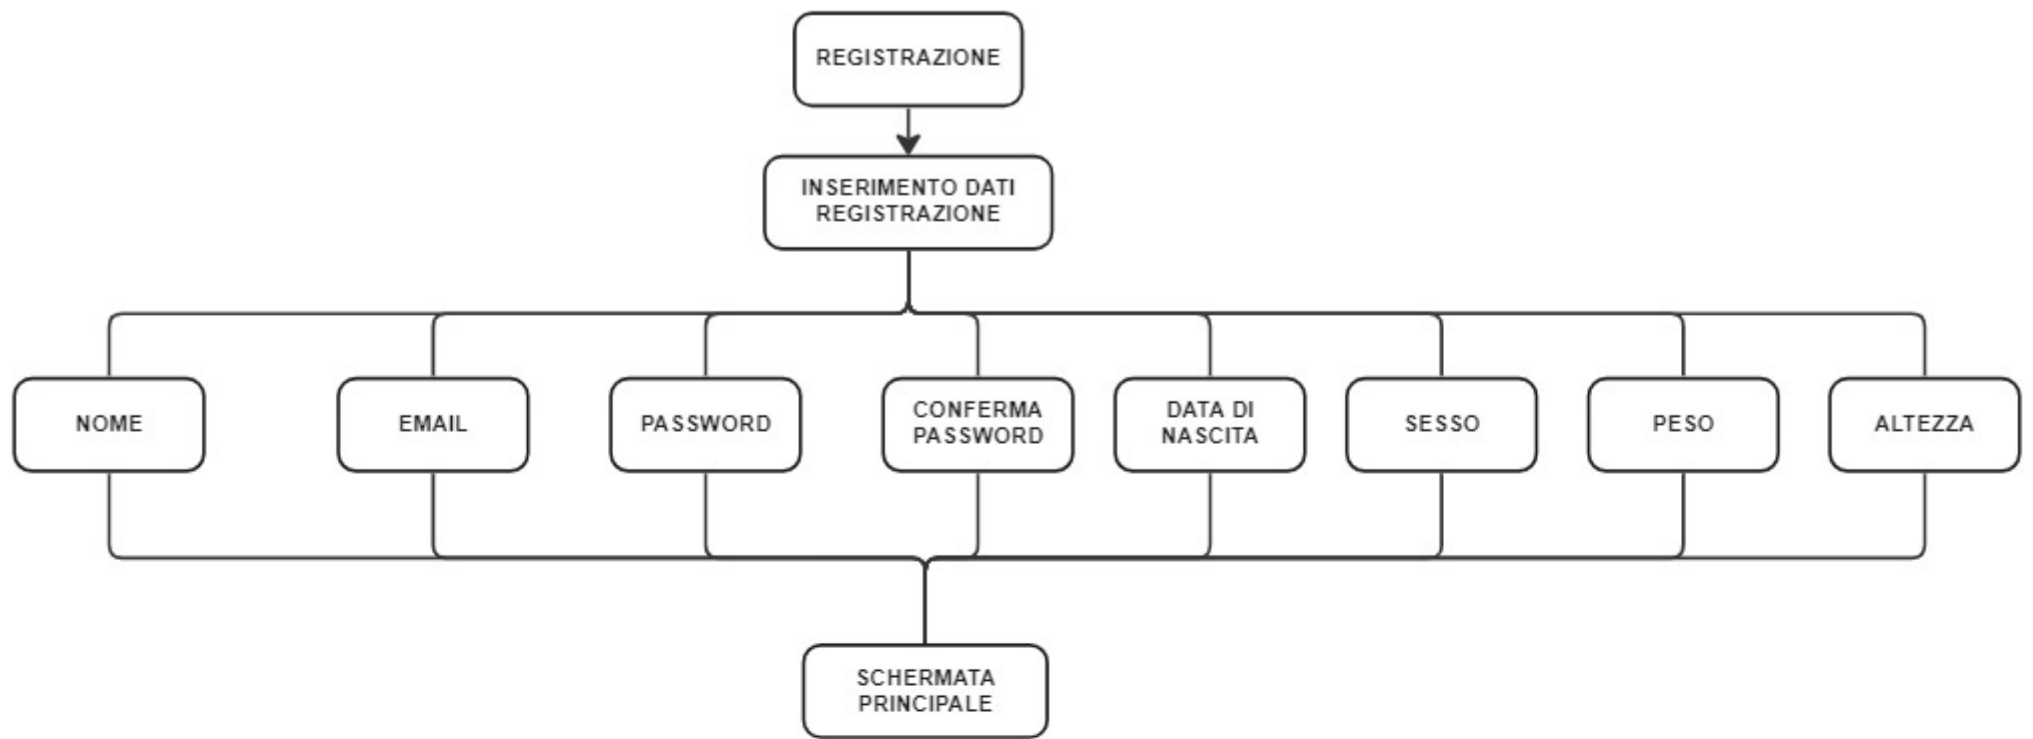 REGISTRAZIONE
INSERIMENTO DATI
REGISTRAZIONE
NOME
EMAIL
PASSWORD
CONFERMA
PASSWORD
DATA DI
NASCITA
SESSO
PESO
ALTEZZA
SCHERMATA
PRINCIPALE